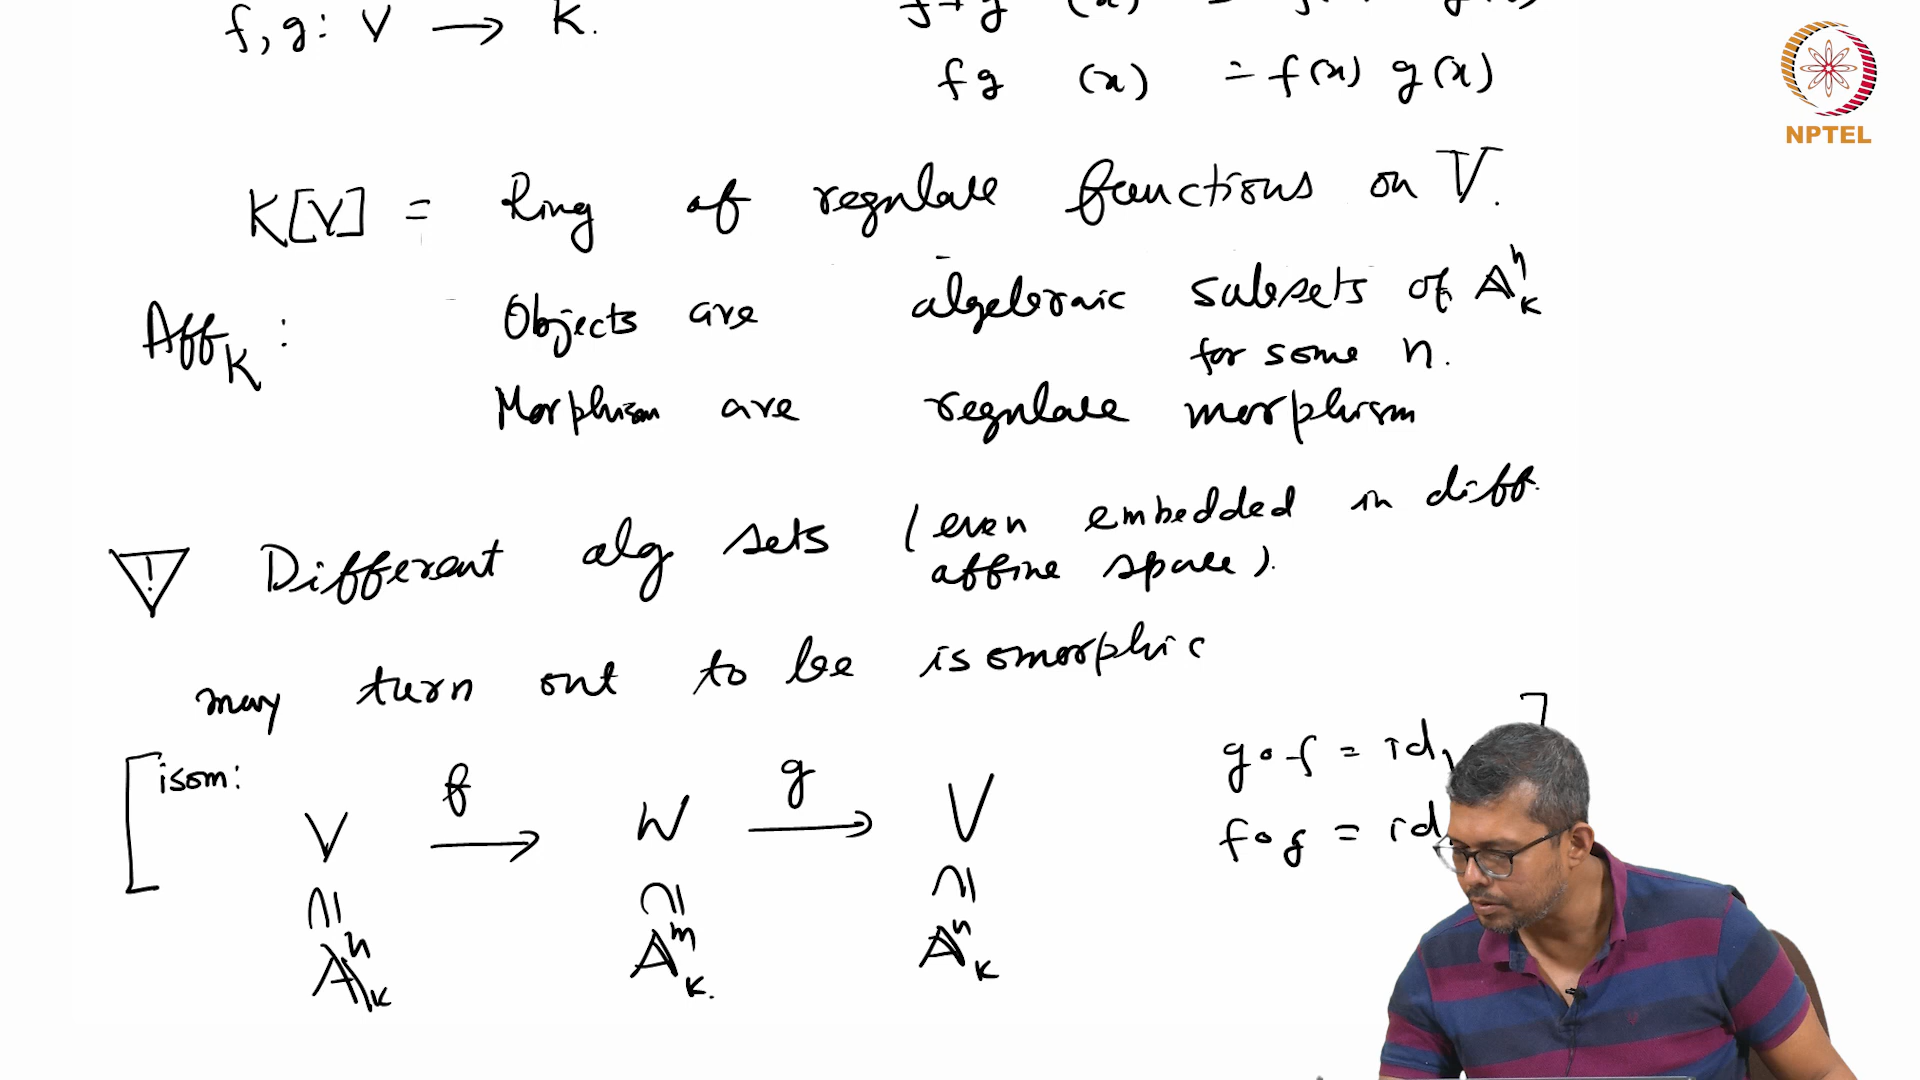 f, g : V → K.
fg (x) = f(x) g(x)
NPTEL
K[V] = Ring of regular functions on V.
Aff_K : Objects are algebraic subsets of 𝔸^n_K
for some n.
Morphism are regular morphism
! Different alg sets (even embedded in diff.
affine space).
may turn out to be isomorphic
[isom: V —f→ W —g→ V
g∘f = id
f∘g = id
]
⊆ ⊆ ⊆
𝔸^n_K 𝔸^m_K. 𝔸^n_K